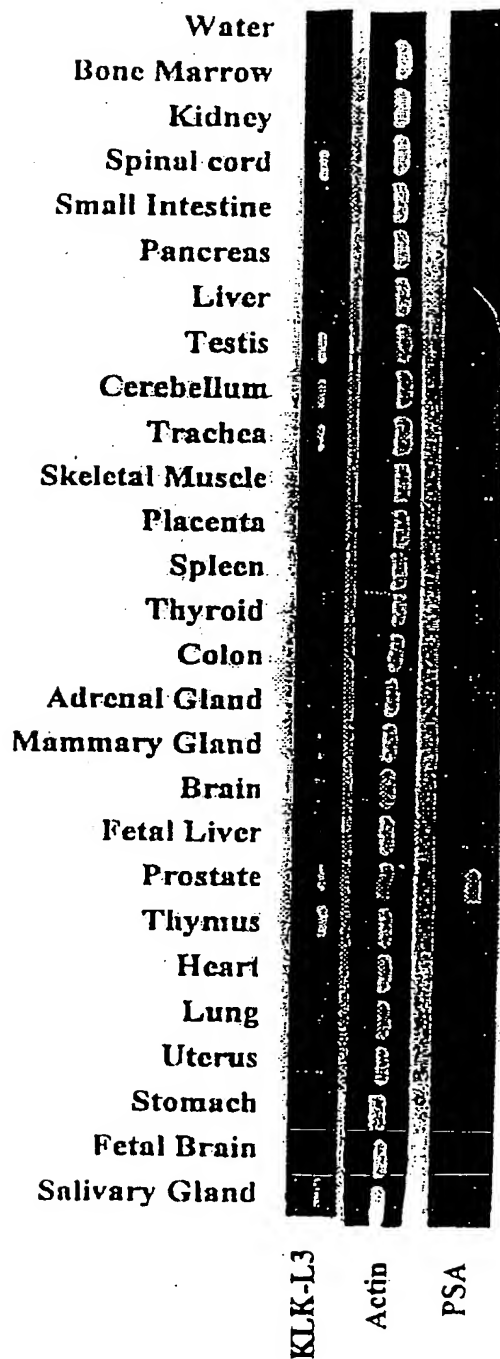 Water
Bone Marrow
Kidney
Spinal cord
Small Intestine
Pancreas
Liver
Testis
Cerebellum
Trachea
Skeletal Muscle
Placenta
Spleen
Thyroid
Colon
Adrenal Gland
Mammary Gland
Brain
Fetal Liver
Prostate
Thymus
Heart
Lung
Uterus
Stomach
Fetal Brain
Salivary Gland
KLK-L3
Actin
PSA